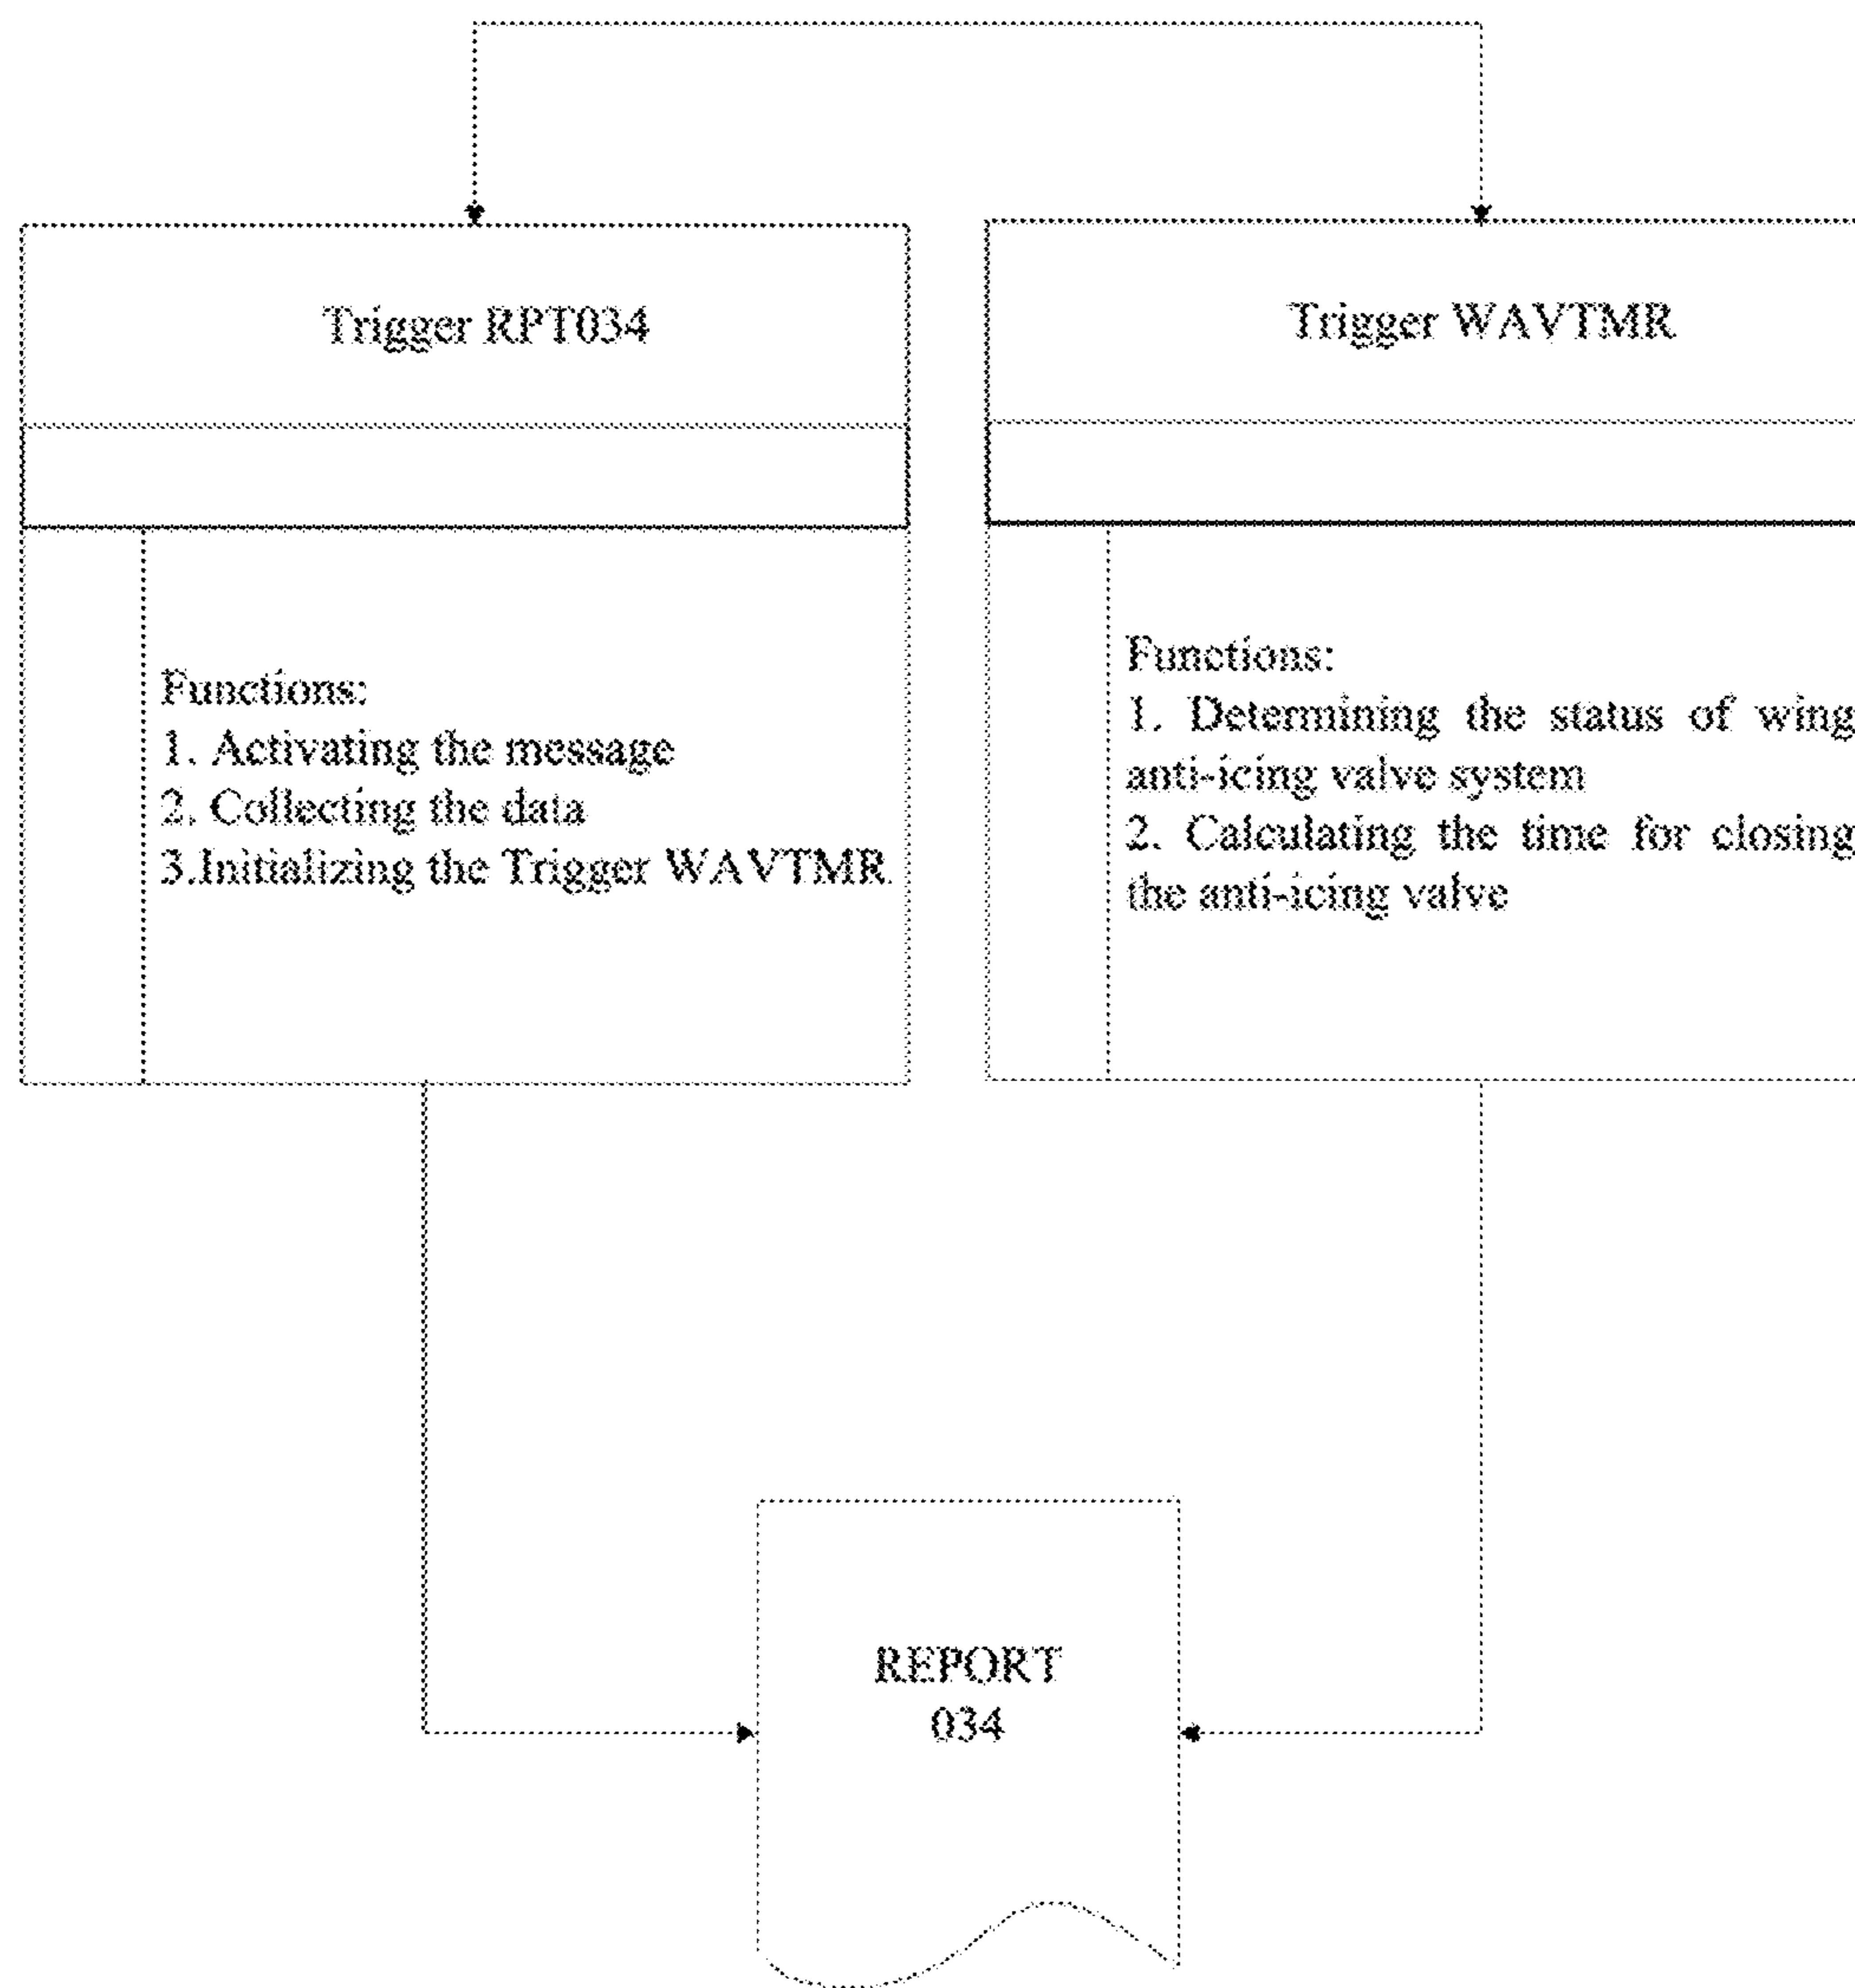 Trigger RPT034
Functions:
1. Activating the message
2. Collecting the data
3.Initializing the Trigger WAVTMR
Trigger WAVTMR
Functions:
1. Determining the status of wing
anti-icing valve system
2. Calculating the time for closing
the anti-icing valve
REPORT
034